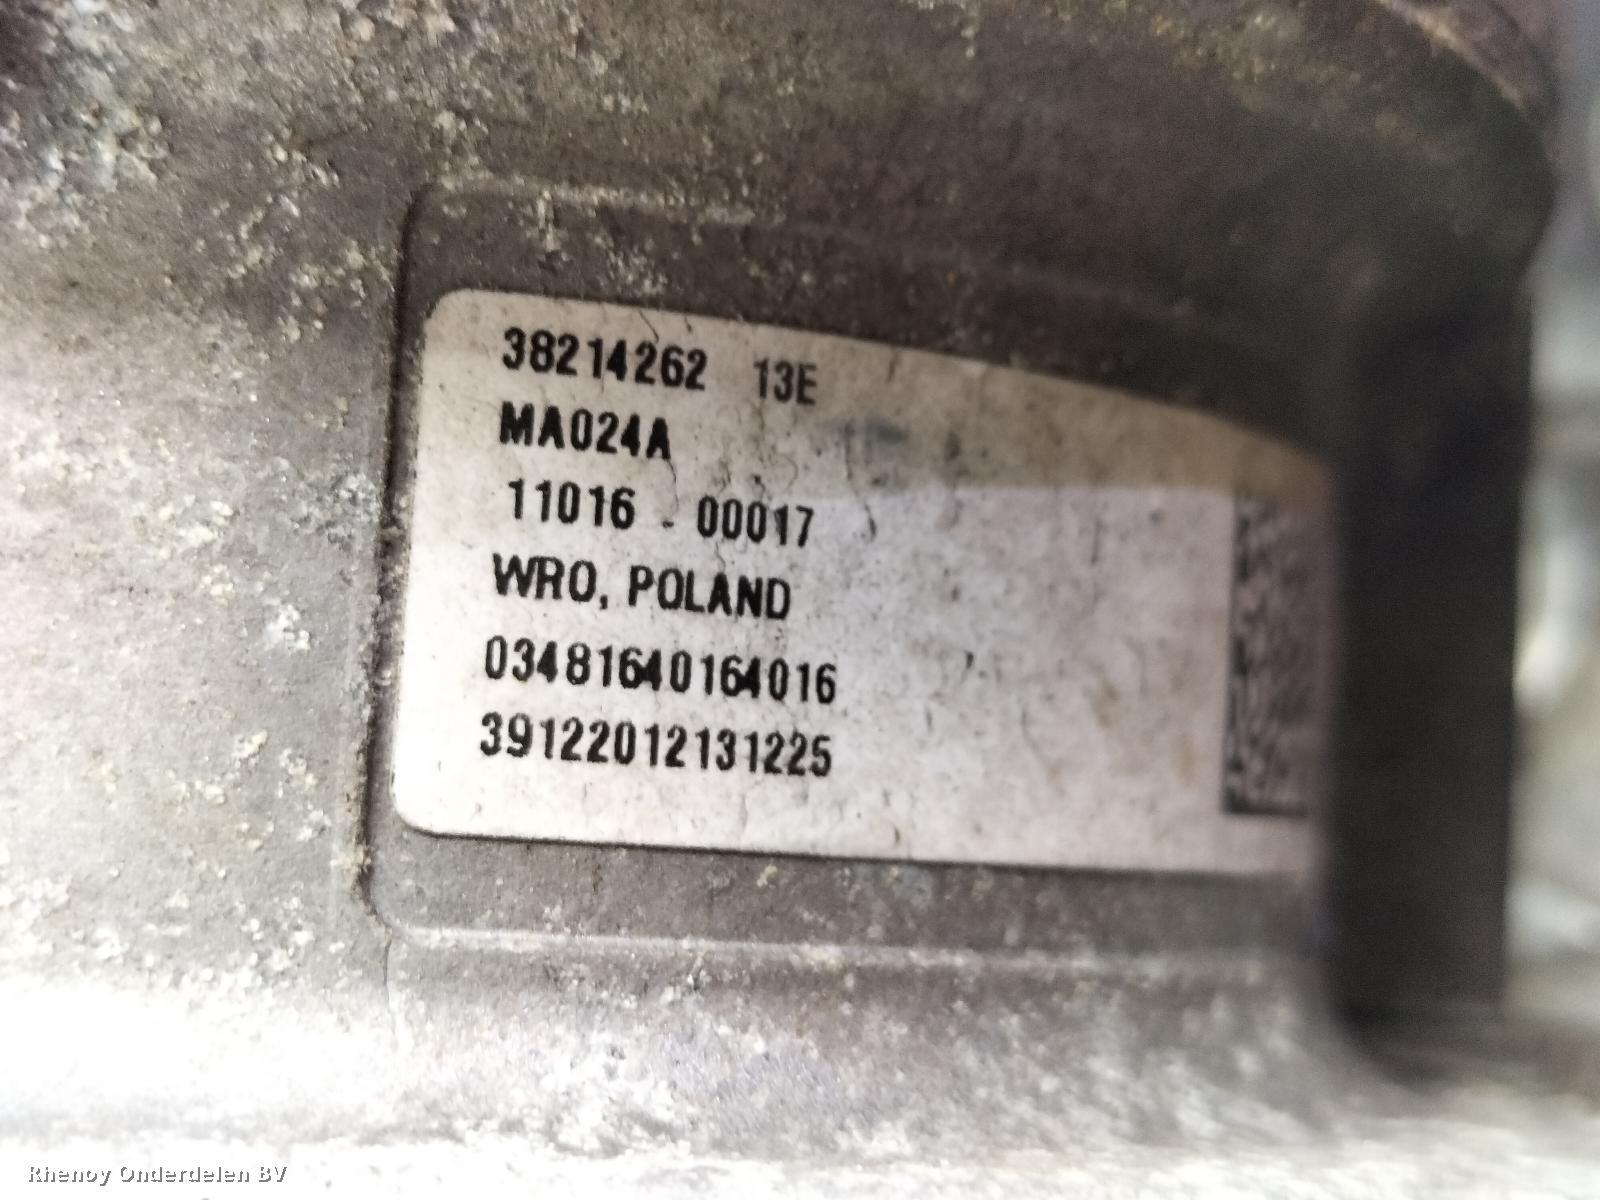 38214262 13E
MA024A
11016 - 00017
WRO, POLAND
03481640164016
39122012131225
Rhenoy Onderdelen BV